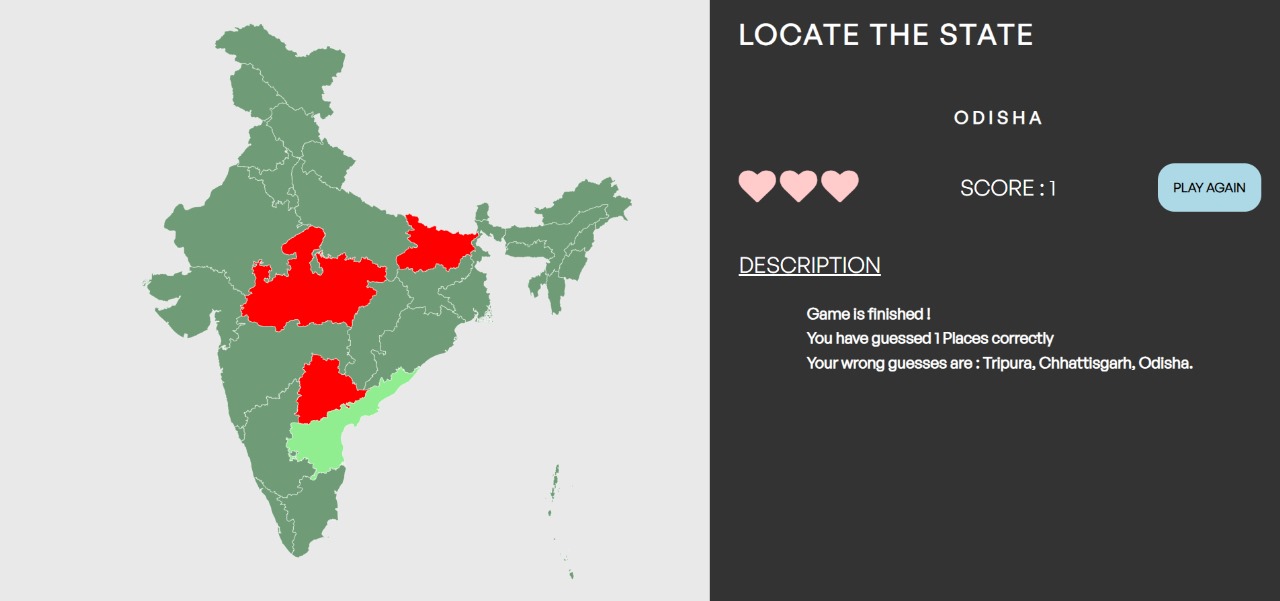 LOCATE THE STATE
ODISHA
SCORE : 1
PLAY AGAIN
DESCRIPTION
Game is finished !
You have guessed 1 Places correctly
Your wrong guesses are : Tripura, Chhattisgarh, Odisha.